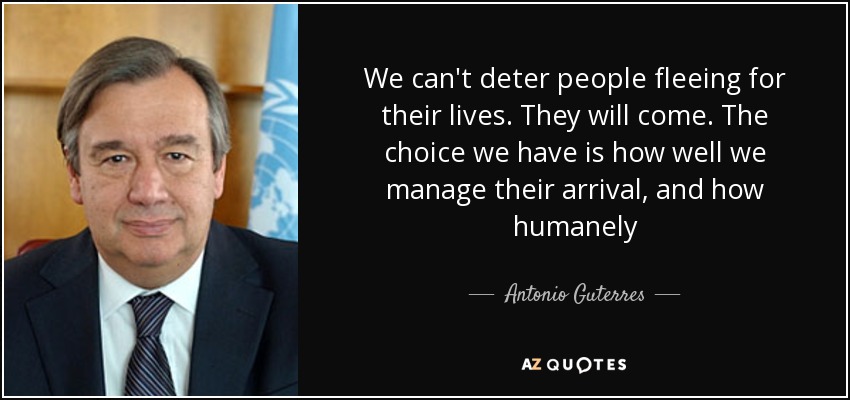 We can't deter people fleeing for
their lives. They will come. The
choice we have is how well we
manage their arrival, and how
humanely
Antonio Guterres
AZ QUOTES